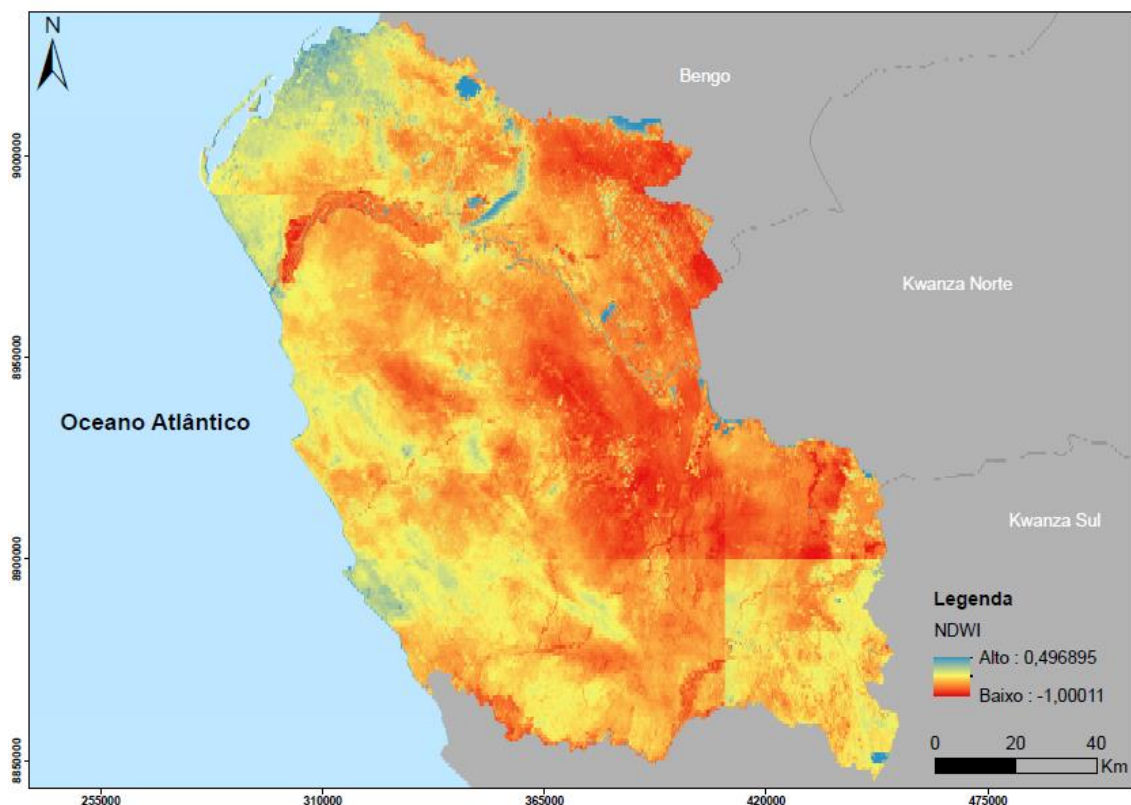 N
Bengo
Kwanza Norte
Oceano Atlântico
Kwanza Sul
Legenda
NDWI
Alto : 0,496895
Baixo : -1,00011
0 20 40
Km
9000000
8950000
8900000
8850000
255000 310000 365000 420000 475000